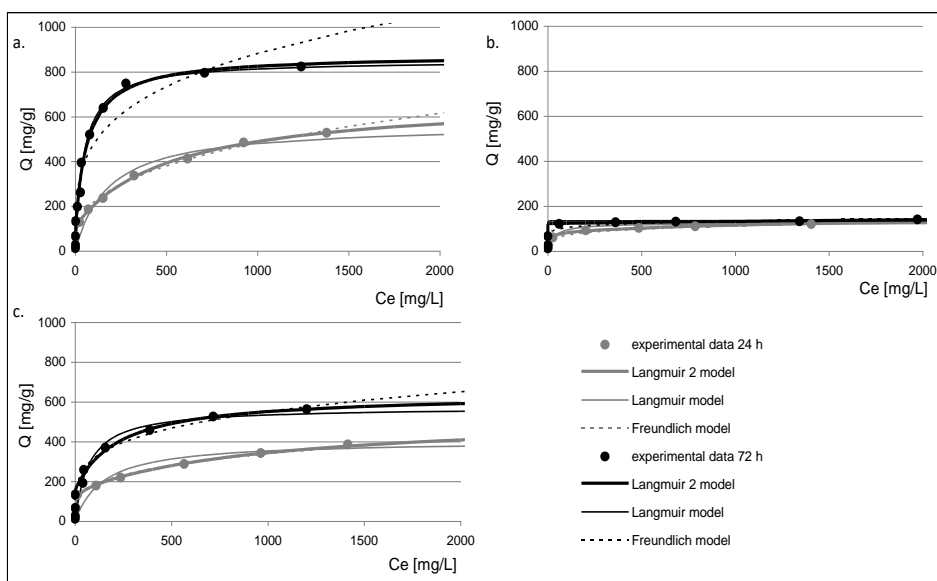 a.
1000
800
600
400
200
0
Q [mg/g]
0 500 1000 1500 2000
Ce [mg/L]
b.
1000
800
600
400
200
0
Q [mg/g]
0 500 1000 1500 2000
Ce [mg/L]
c.
1000
800
600
400
200
0
Q [mg/g]
0 500 1000 1500 2000
Ce [mg/L]
experimental data 24 h
Langmuir 2 model
Langmuir model
Freundlich model
experimental data 72 h
Langmuir 2 model
Langmuir model
Freundlich model